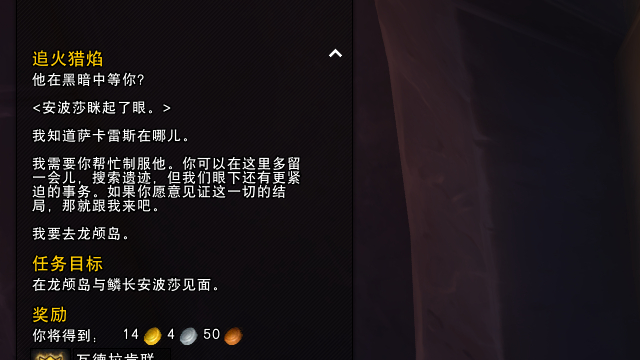 追火猎焰
他在黑暗中等你？
<安波莎眯起了眼。>
我知道萨卡雷斯在哪儿。
我需要你帮忙制服他。你可以在这里多留
一会儿，搜索遗迹，但我们眼下还有更紧
迫的事务。如果你愿意见证这一切的结
局，那就跟我来吧。
我要去龙颅岛。
任务目标
在龙颅岛与鳞长安波莎见面。
奖励
你将得到： 14 4 50
瓦德拉肯联